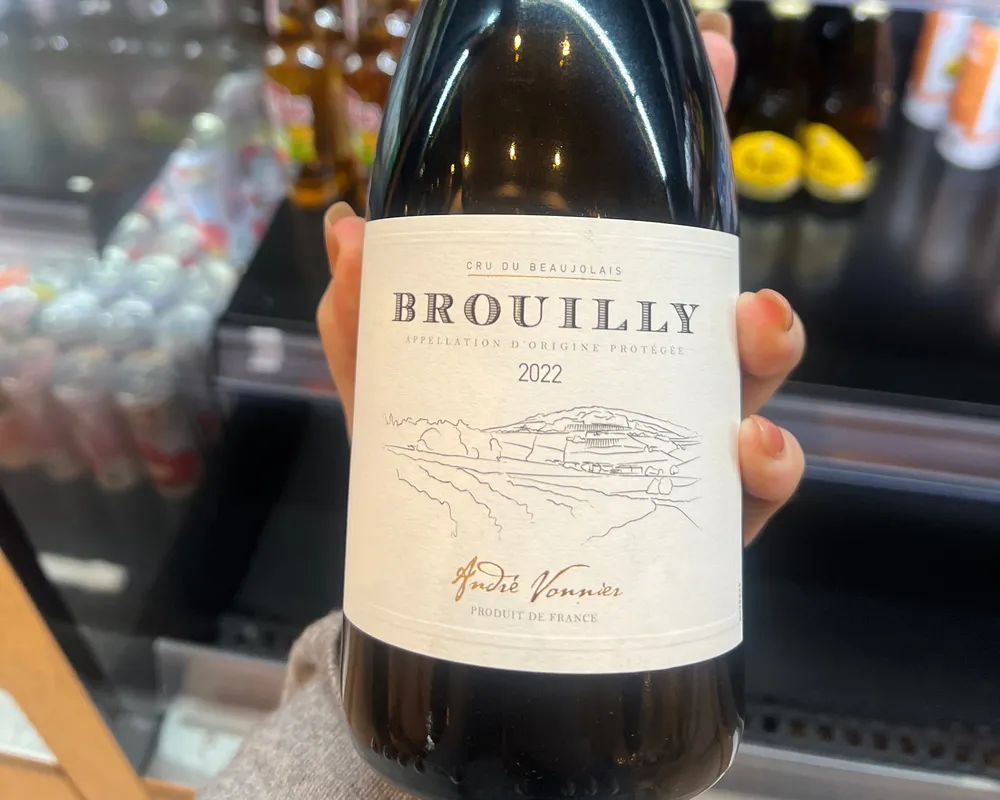 CRU DU BEAUJOLAIS
BROUILLY
APPELLATION D'ORIGINE PROTÉGÉE
2022
André Vonnier
PRODUIT DE FRANCE